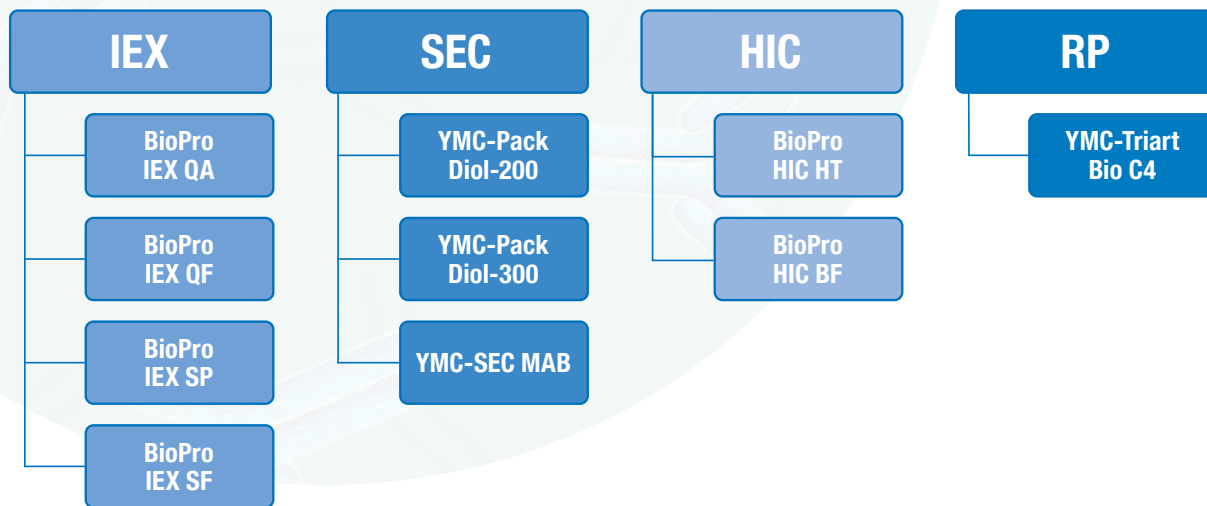 IEX
BioPro
IEX QA
BioPro
IEX QF
BioPro
IEX SP
BioPro
IEX SF
SEC
YMC-Pack
Diol-200
YMC-Pack
Diol-300
YMC-SEC MAB
HIC
BioPro
HIC HT
BioPro
HIC BF
RP
YMC-Triart
Bio C4